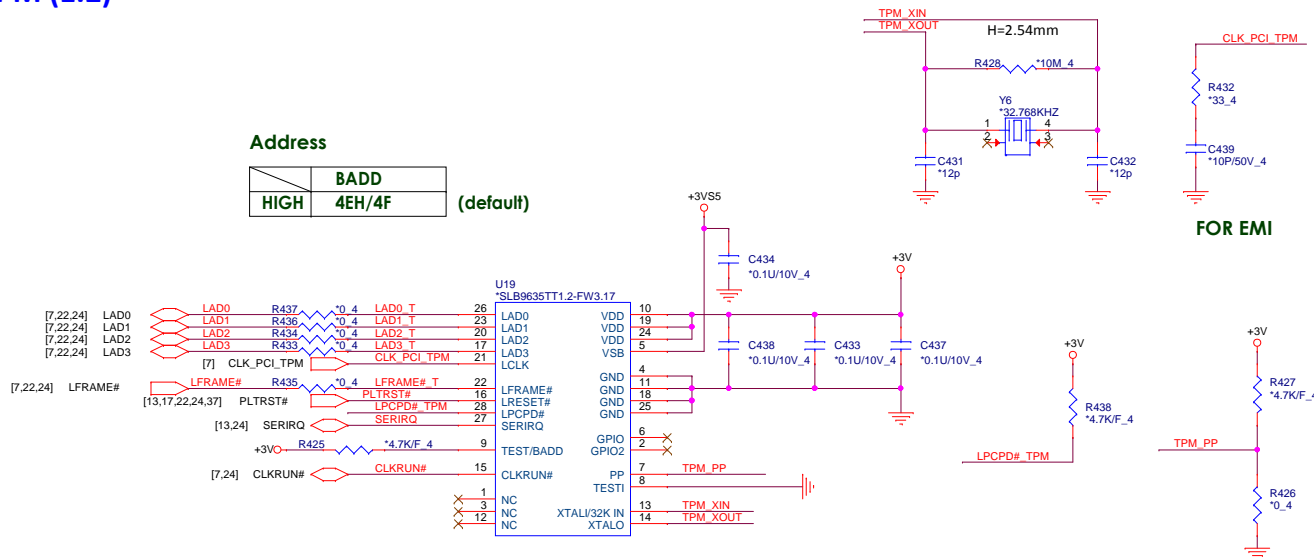 TPM_XIN
TPM_XOUT
H=2.54mm
R428
*10M_4
Y6
*32.768KHZ
1
4
2
3
C431
*12p
C432
*12p
CLK_PCI_TPM
R432
*33_4
C439
*10P/50V_4
FOR EMI
Address
BADD
HIGH 4EH/4F (default)
+3VS5
C434
*0.1U/10V_4
+3V
U19
*SLB9635TT1.2-FW3.17
[7,22,24] LAD0 LAD0 R437 *0_4 LAD0_T 26 LAD0
[7,22,24] LAD1 LAD1 R436 *0_4 LAD1_T 23 LAD1
[7,22,24] LAD2 LAD2 R434 *0_4 LAD2_T 20 LAD2
[7,22,24] LAD3 LAD3 R433 *0_4 LAD3_T 17 LAD3
[7] CLK_PCI_TPM CLK_PCI_TPM 21 LCLK
[7,22,24] LFRAME# LFRAME# R435 *0_4 LFRAME#_T 22 LFRAME#
[13,17,22,24,37] PLTRST# PLTRST# 16 LRESET#
LPCPD#_TPM 28 LPCPD#
[13,24] SERIRQ SERIRQ 27 SERIRQ
+3V R425 *4.7K/F_4 9 TEST/BADD
[7,24] CLKRUN# CLKRUN# 15 CLKRUN#
1 NC
3 NC
12 NC
VDD 10
VDD 19
VDD 24
VSB 5
GND 4
GND 11
GND 18
GND 25
GPIO 6
GPIO2 2
PP 7 TPM_PP
TESTI 8
XTALI/32K IN 13 TPM_XIN
XTALO 14 TPM_XOUT
C438
*0.1U/10V_4
C433
*0.1U/10V_4
C437
*0.1U/10V_4
+3V
R438
*4.7K/F_4
LPCPD#_TPM
+3V
R427
*4.7K/F_4
TPM_PP
R426
*0_4